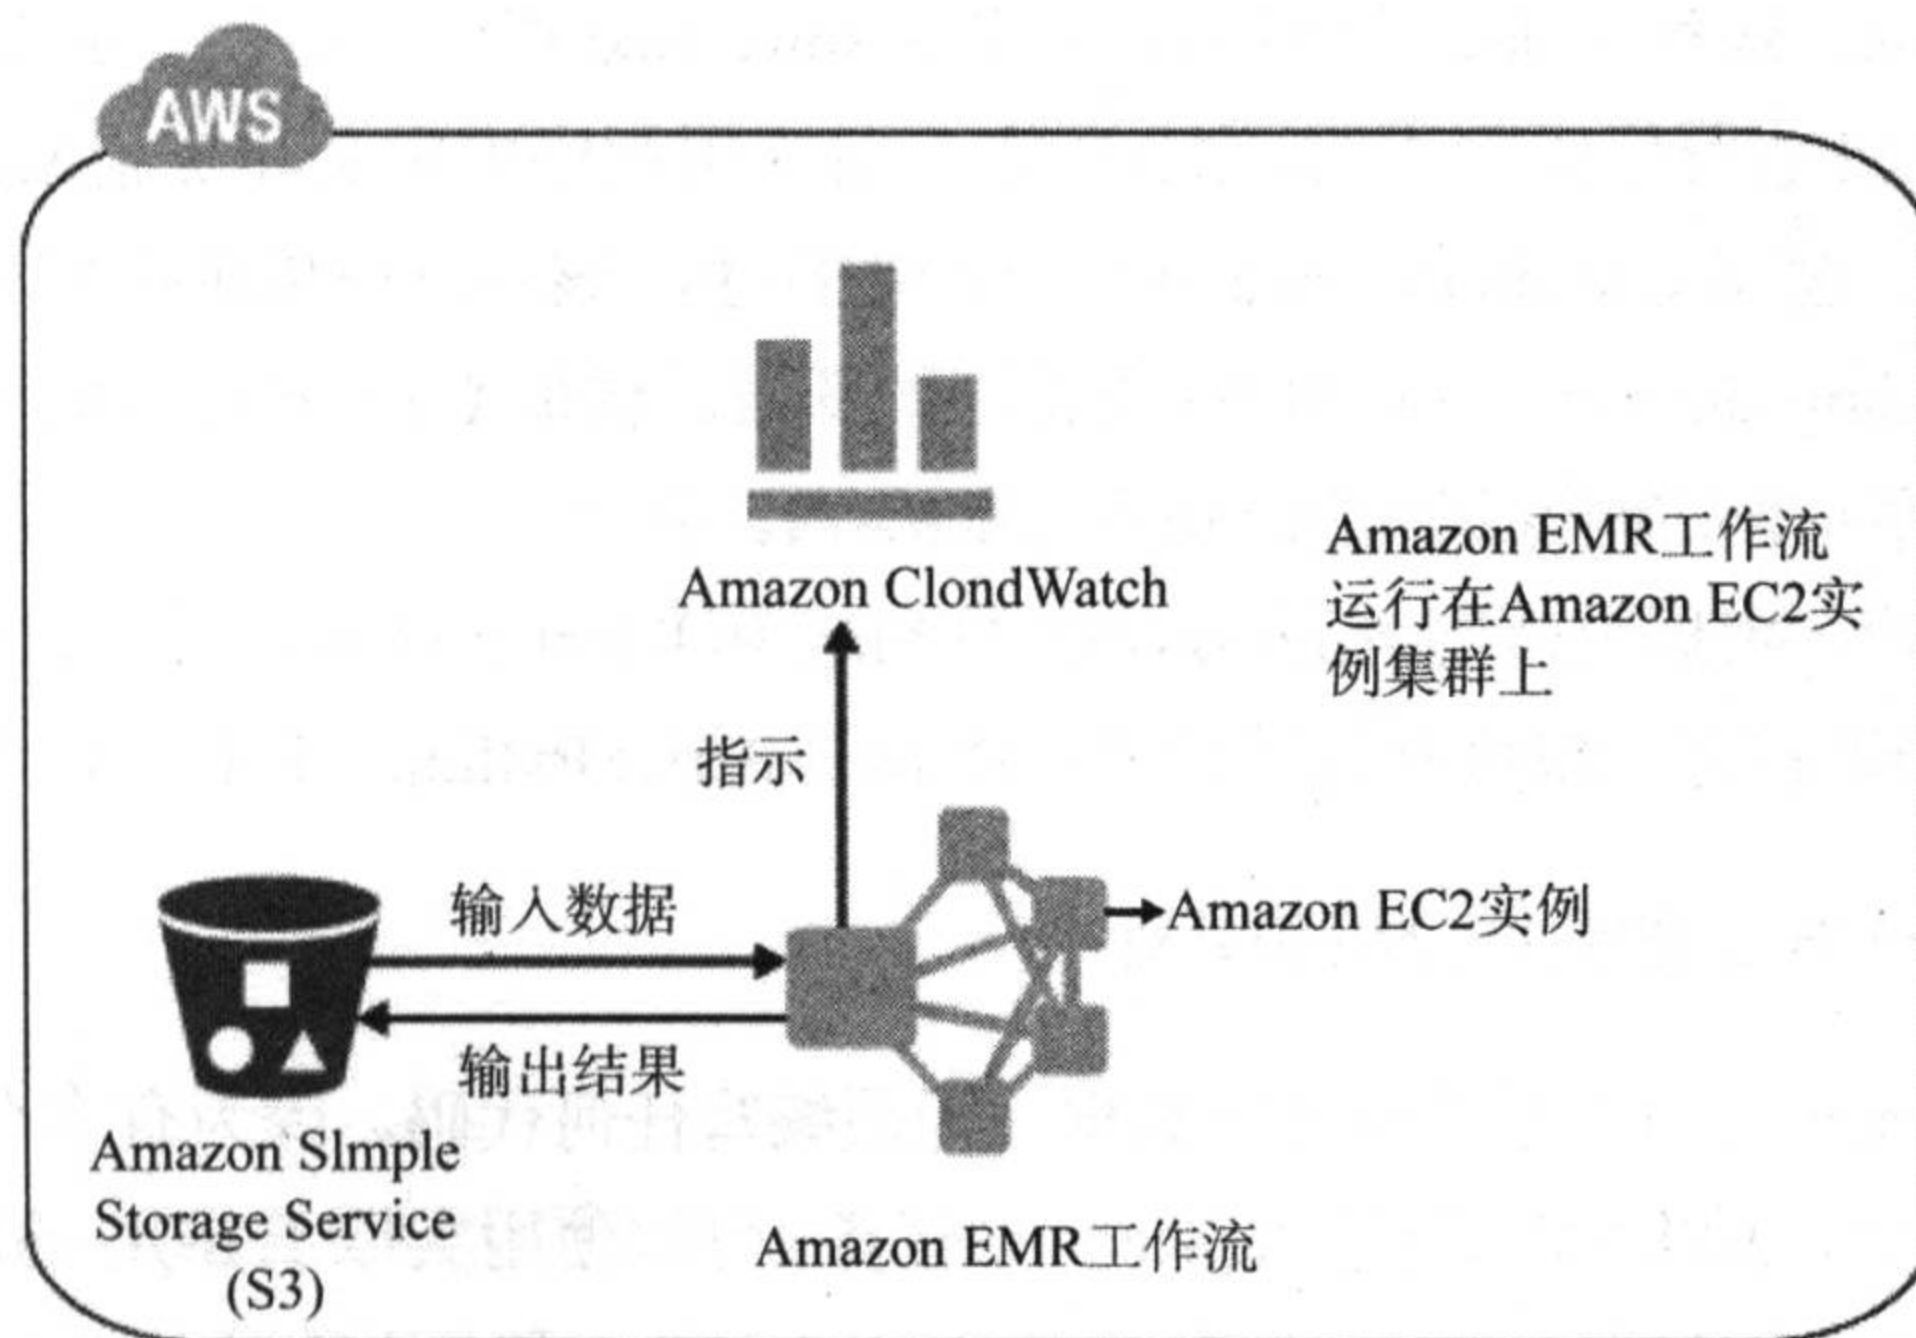 AWS
Amazon ClondWatch
Amazon EMR工作流
运行在Amazon EC2实
例集群上
指示
输入数据
Amazon EC2实例
输出结果
Amazon Slmple
Storage Service
(S3)
Amazon EMR工作流